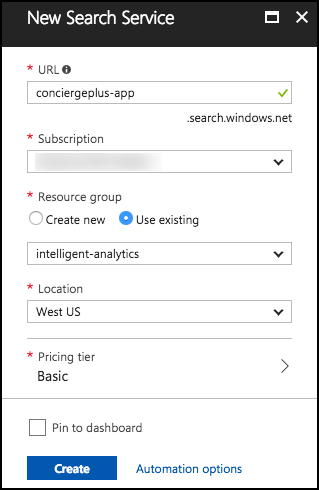 New Search Service
* URL
conciergeplus-app
.search.windows.net
* Subscription
* Resource group
Create new Use existing
intelligent-analytics
* Location
West US
* Pricing tier
Basic
Pin to dashboard
Create Automation options